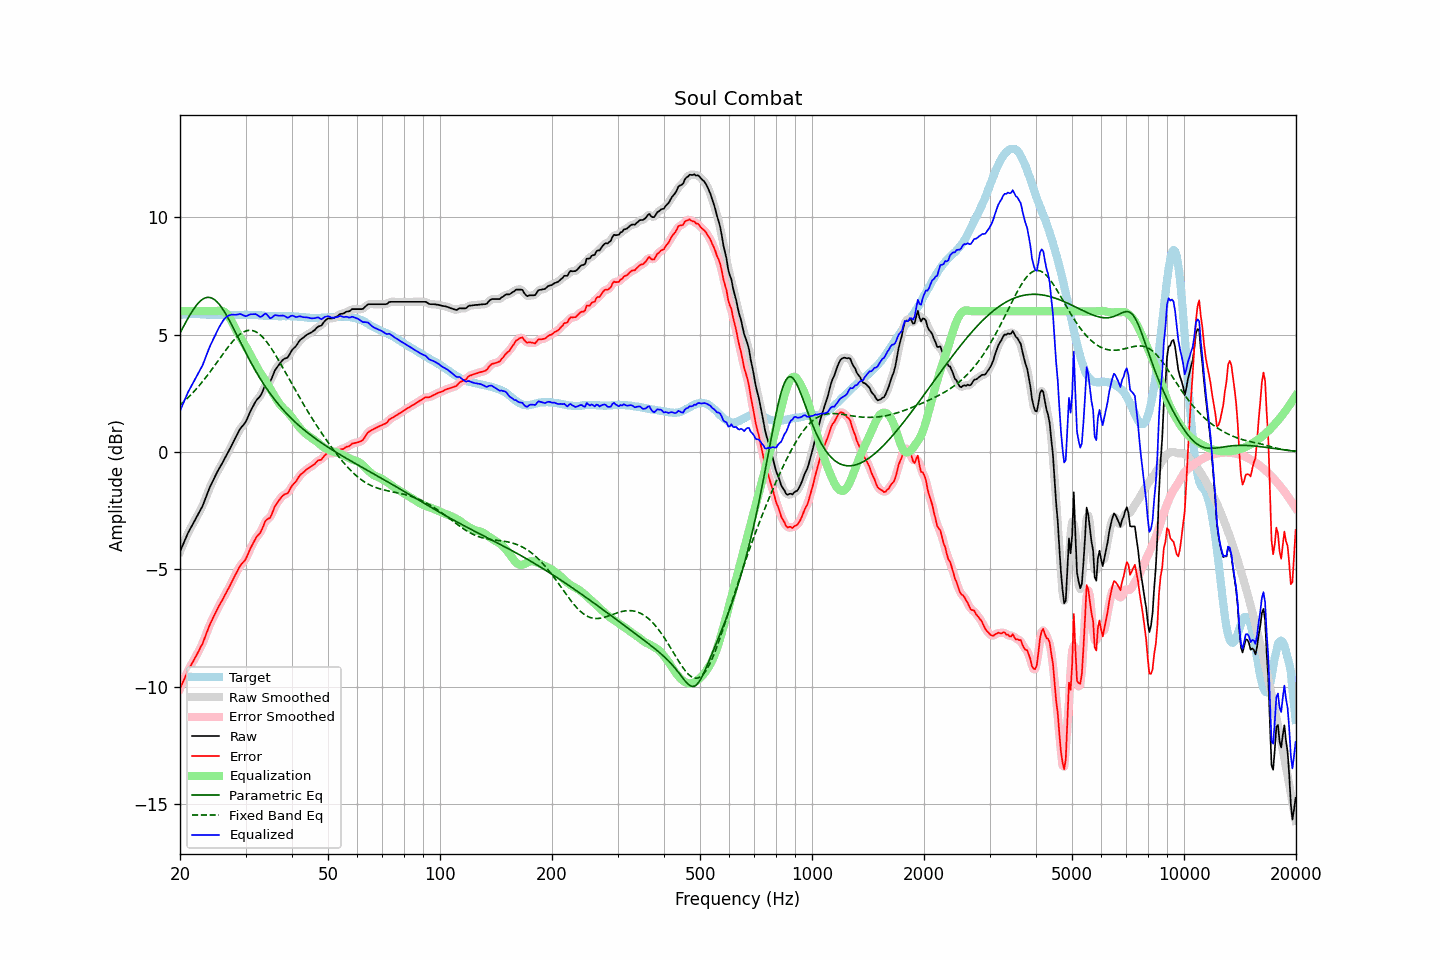 Soul Combat
Amplitude (dBr)
10
5
0
−5
−10
−15
Target
Raw Smoothed
Error Smoothed
Raw
Error
Equalization
Parametric Eq
Fixed Band Eq
Equalized
20 50 100 200 500 1000 2000 5000 10000 20000
Frequency (Hz)